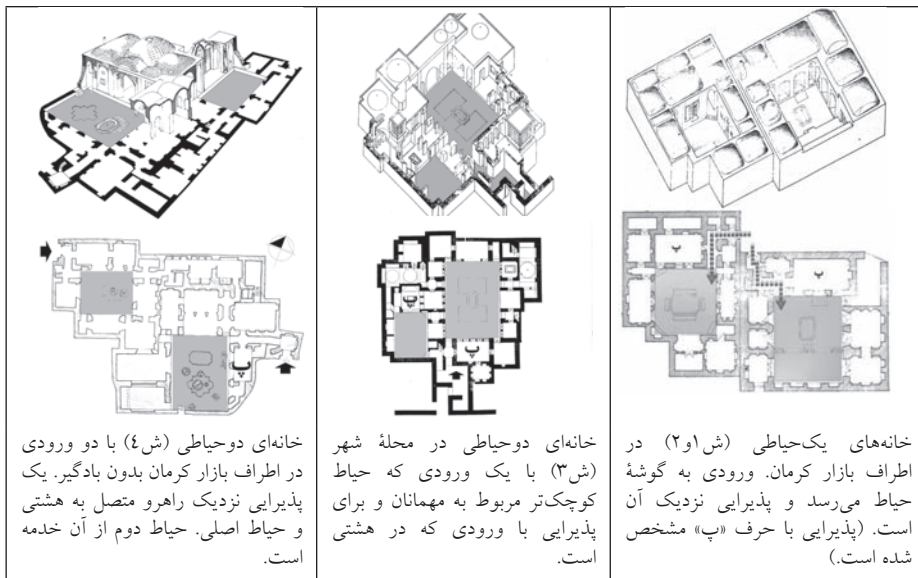 خانه‌های یک‌حیاطی (ش۱و۲) در
اطراف بازار کرمان. ورودی به گوشۀ
حیاط می‌رسد و پذیرایی نزدیک آن
است. (پذیرایی با حرف «پ» مشخص
شده است.)
خانه‌ای دوحیاطی در محلۀ شهر
(ش۳) با یک ورودی که حیاط
کوچک‌تر مربوط به مهمانان و برای
پذیرایی با ورودی که در هشتی
است.
خانه‌ای دوحیاطی (ش٤) با دو ورودی
در اطراف بازار کرمان بدون بادگیر. یک
پذیرایی نزدیک راهرو متصل به هشتی
و حیاط اصلی. حیاط دوم از آن خدمه
است.